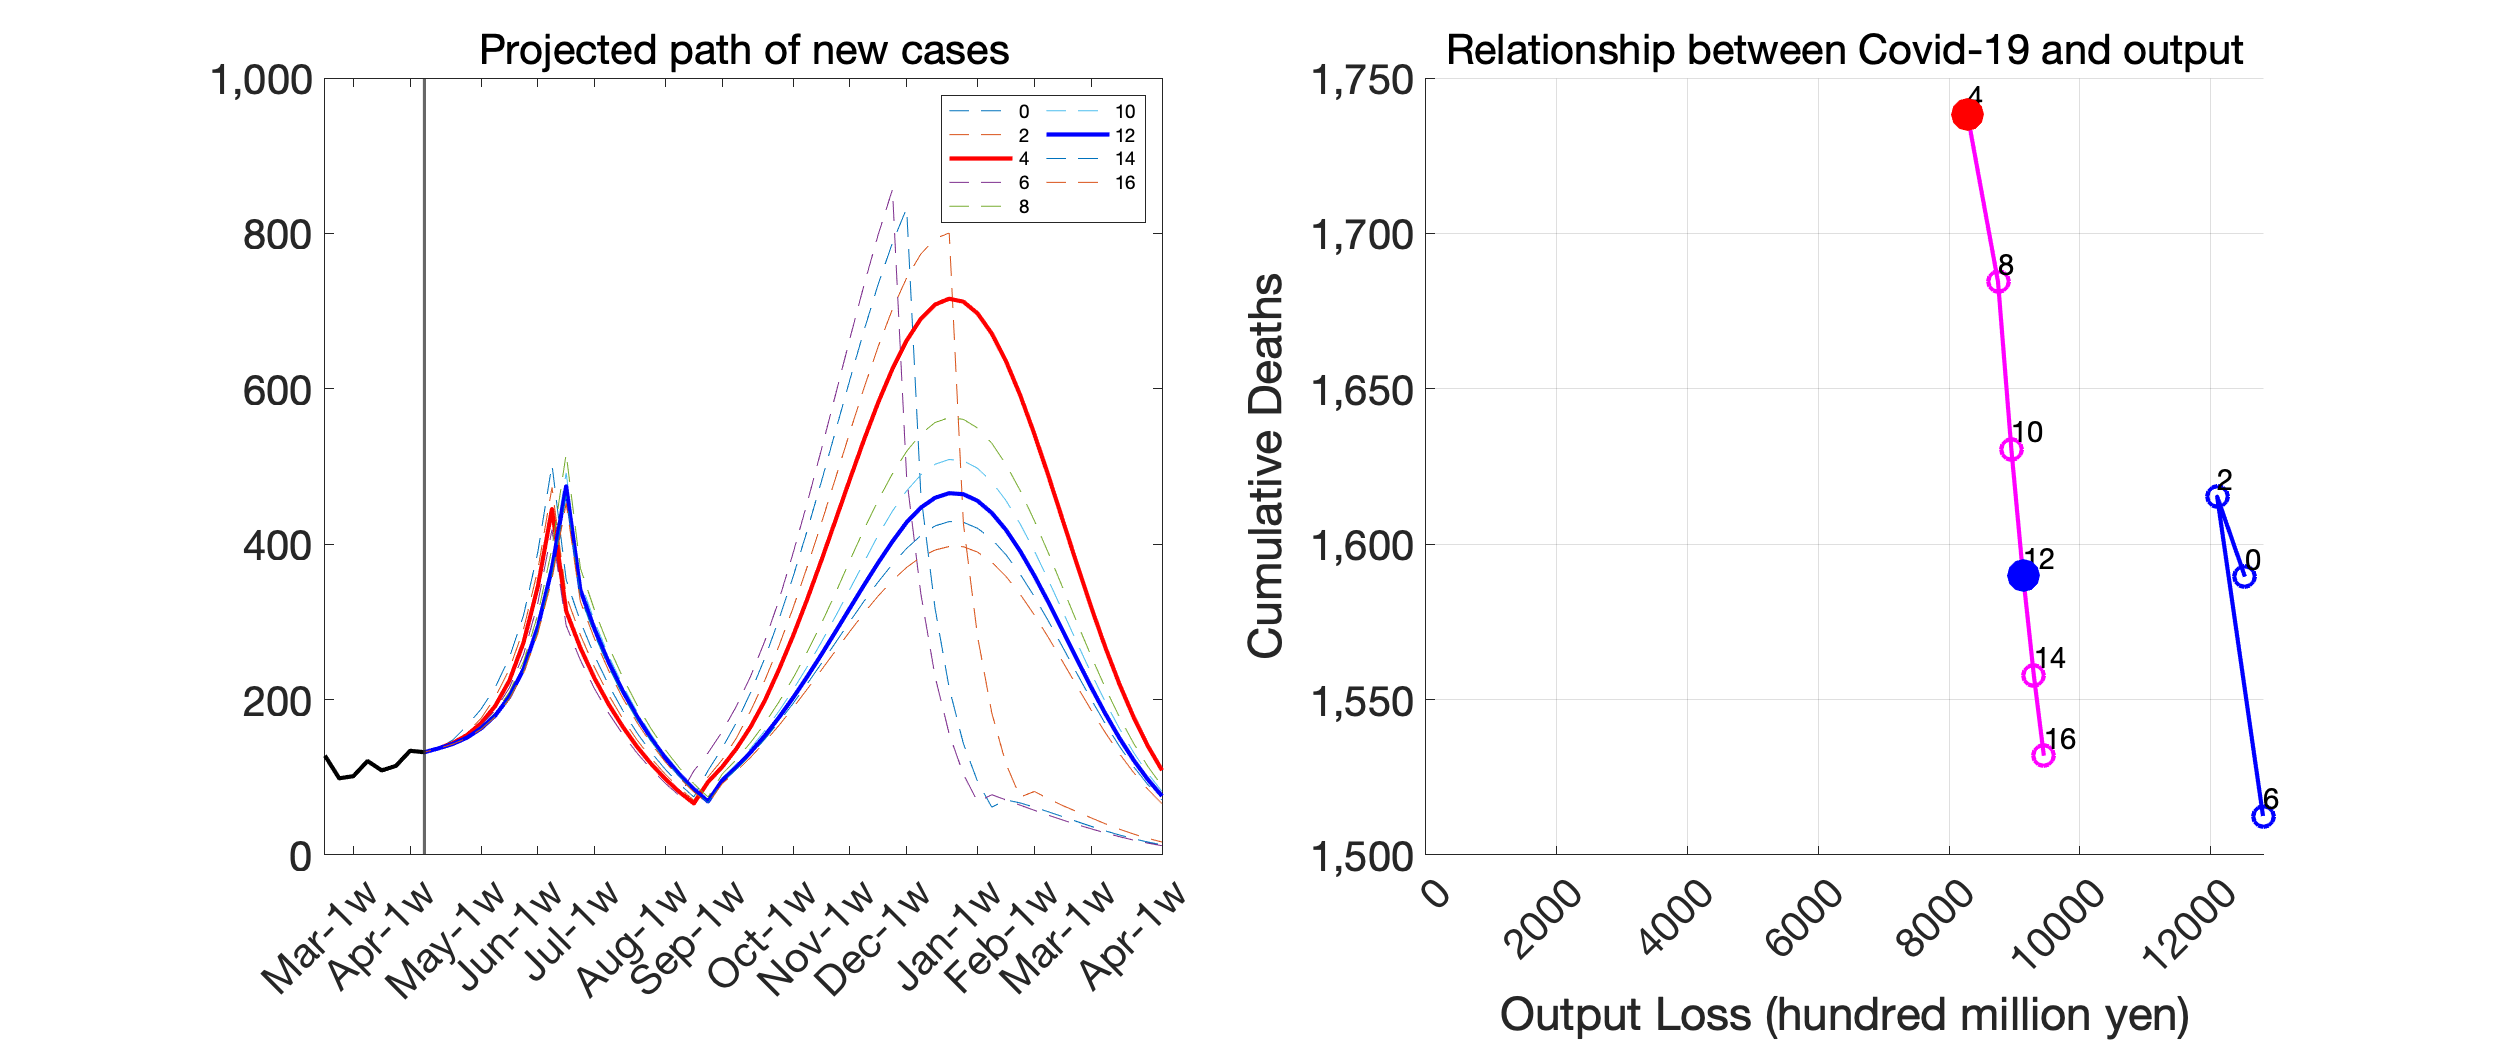 Projected path of new cases
1,000
800
600
400
200
0
0
2
4
6
8
10
12
14
16
Mar-1w
Apr-1w
May-1w
Jun-1w
Jul-1w
Aug-1w
Sep-1w
Oct-1w
Nov-1w
Dec-1w
Jan-1w
Feb-1w
Mar-1w
Apr-1w
Relationship between Covid-19 and output
Cumulative Deaths
1,750
1,700
1,650
1,600
1,550
1,500
4
8
10
2
12
0
14
16
6
0
2000
4000
6000
8000
10000
12000
Output Loss (hundred million yen)